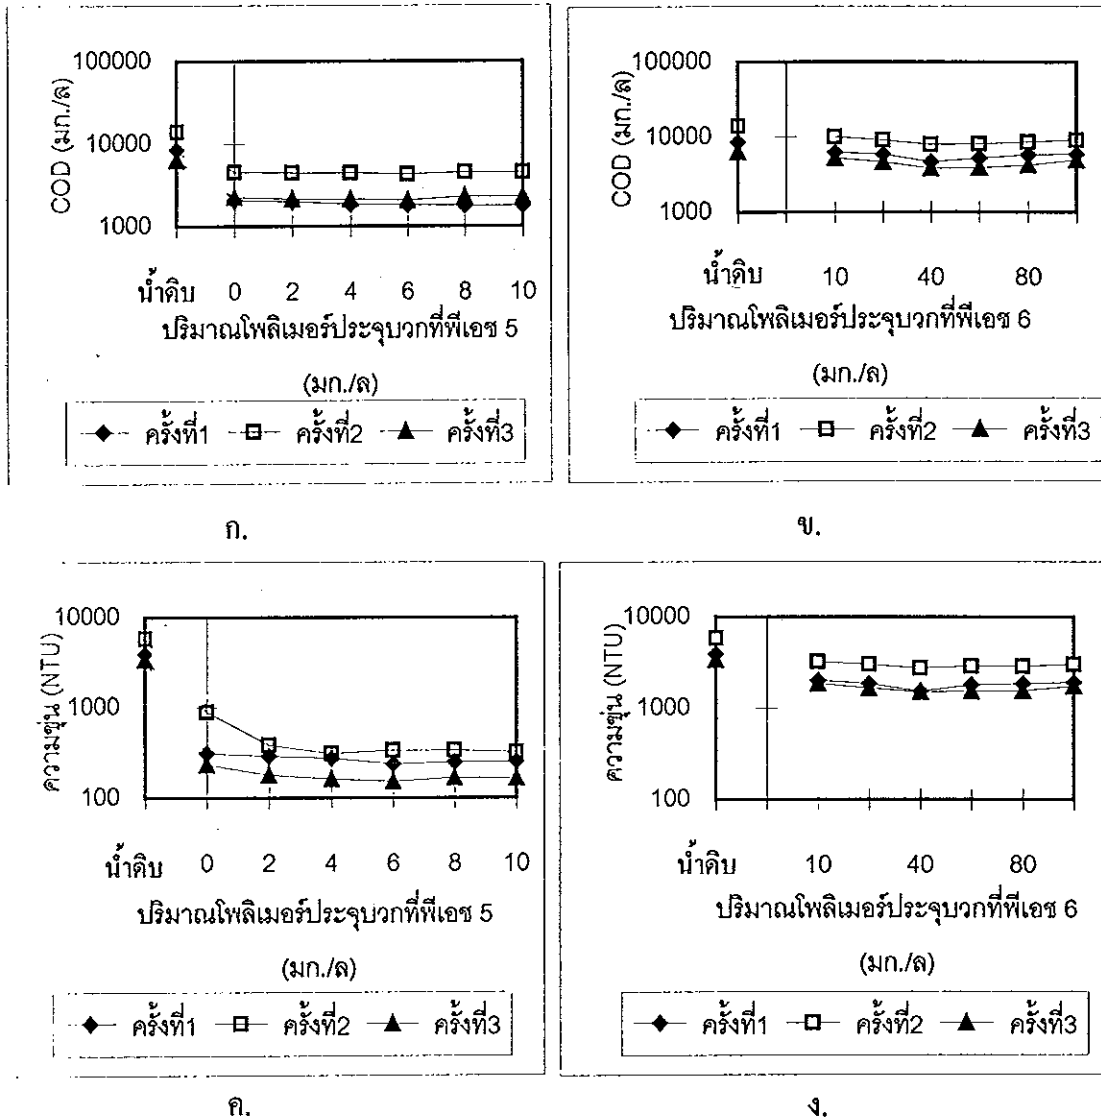 100000
10000
1000
COD (มก./ล)
น้ำดิบ 0 2 4 6 8 10
ปริมาณโพลิเมอร์ประจุบวกที่พีเอช 5
(มก./ล)
ครั้งที่1 ครั้งที่2 ครั้งที่3
ก.
100000
10000
1000
COD (มก./ล)
น้ำดิบ 10 40 80
ปริมาณโพลิเมอร์ประจุบวกที่พีเอช 6
(มก./ล)
ครั้งที่1 ครั้งที่2 ครั้งที่3
ข.
10000
1000
100
ความขุ่น (NTU)
น้ำดิบ 0 2 4 6 8 10
ปริมาณโพลิเมอร์ประจุบวกที่พีเอช 5
(มก./ล)
ครั้งที่1 ครั้งที่2 ครั้งที่3
ค.
10000
1000
100
ความขุ่น (NTU)
น้ำดิบ 10 40 80
ปริมาณโพลิเมอร์ประจุบวกที่พีเอช 6
(มก./ล)
ครั้งที่1 ครั้งที่2 ครั้งที่3
ง.